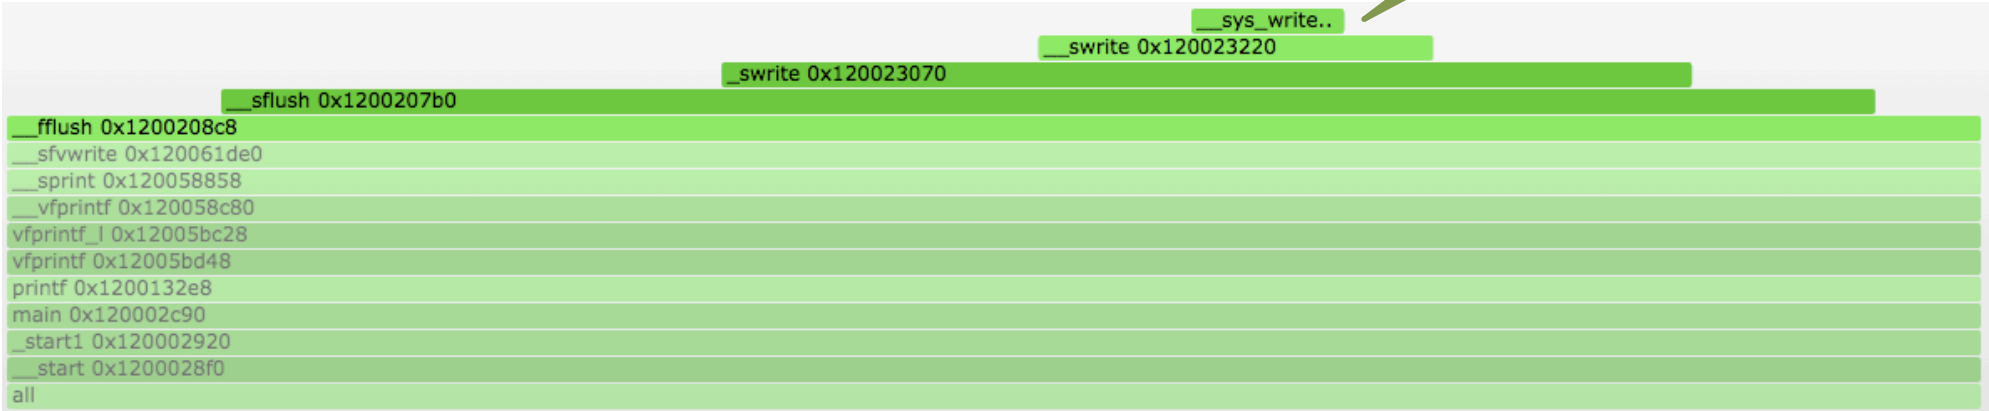 __sys_write..
__swrite 0x120023220
_swrite 0x120023070
__sflush 0x1200207b0
__fflush 0x1200208c8
__sfvwrite 0x120061de0
__sprint 0x120058858
__vfprintf 0x120058c80
vfprintf_l 0x12005bc28
vfprintf 0x12005bd48
printf 0x1200132e8
main 0x120002c90
_start1 0x120002920
__start 0x1200028f0
all